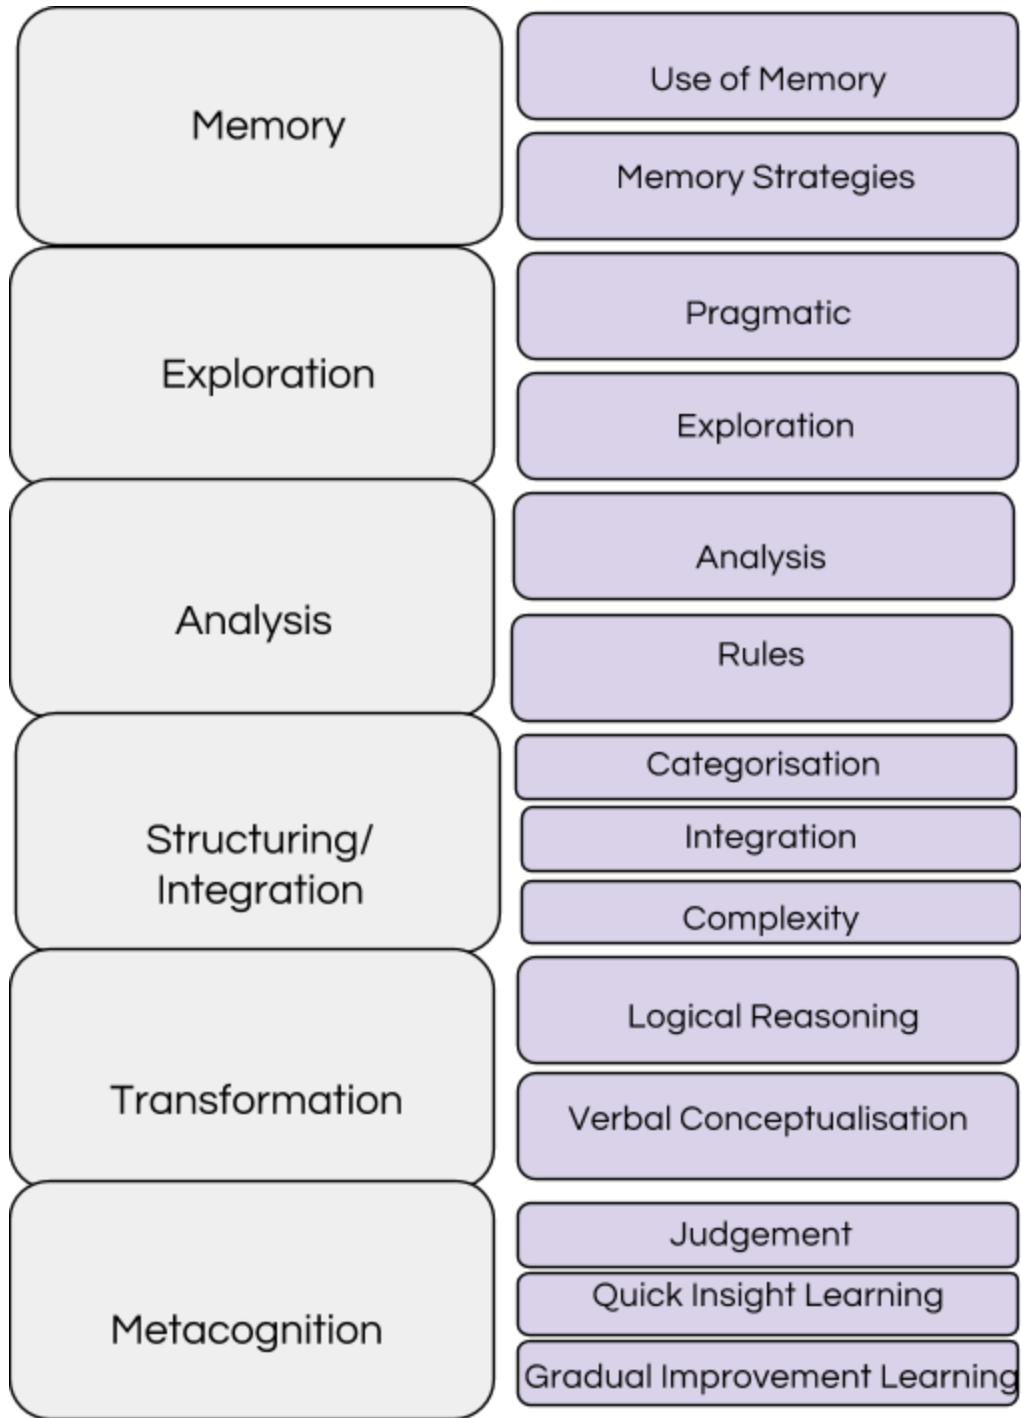 Memory
Use of Memory
Memory Strategies
Exploration
Pragmatic
Exploration
Analysis
Analysis
Rules
Structuring/
Integration
Categorisation
Integration
Complexity
Transformation
Logical Reasoning
Verbal Conceptualisation
Metacognition
Judgement
Quick Insight Learning
Gradual Improvement Learning